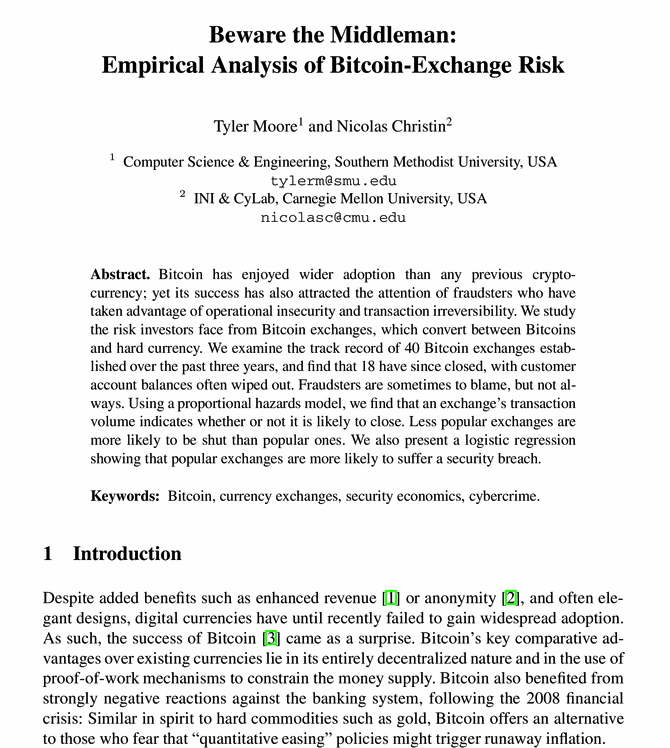 Beware the Middleman:
Empirical Analysis of Bitcoin-Exchange Risk
Tyler Moore1 and Nicolas Christin2
1 Computer Science & Engineering, Southern Methodist University, USA
tylerm@smu.edu
2 INI & CyLab, Carnegie Mellon University, USA
nicolasc@cmu.edu
Abstract. Bitcoin has enjoyed wider adoption than any previous crypto-
currency; yet its success has also attracted the attention of fraudsters who have
taken advantage of operational insecurity and transaction irreversibility. We study
the risk investors face from Bitcoin exchanges, which convert between Bitcoins
and hard currency. We examine the track record of 40 Bitcoin exchanges estab-
lished over the past three years, and find that 18 have since closed, with customer
account balances often wiped out. Fraudsters are sometimes to blame, but not al-
ways. Using a proportional hazards model, we find that an exchange's transaction
volume indicates whether or not it is likely to close. Less popular exchanges are
more likely to be shut than popular ones. We also present a logistic regression
showing that popular exchanges are more likely to suffer a security breach.
Keywords: Bitcoin, currency exchanges, security economics, cybercrime.
1 Introduction
Despite added benefits such as enhanced revenue [1] or anonymity [2], and often ele-
gant designs, digital currencies have until recently failed to gain widespread adoption.
As such, the success of Bitcoin [3] came as a surprise. Bitcoin's key comparative ad-
vantages over existing currencies lie in its entirely decentralized nature and in the use of
proof-of-work mechanisms to constrain the money supply. Bitcoin also benefited from
strongly negative reactions against the banking system, following the 2008 financial
crisis: Similar in spirit to hard commodities such as gold, Bitcoin offers an alternative
to those who fear that "quantitative easing" policies might trigger runaway inflation.